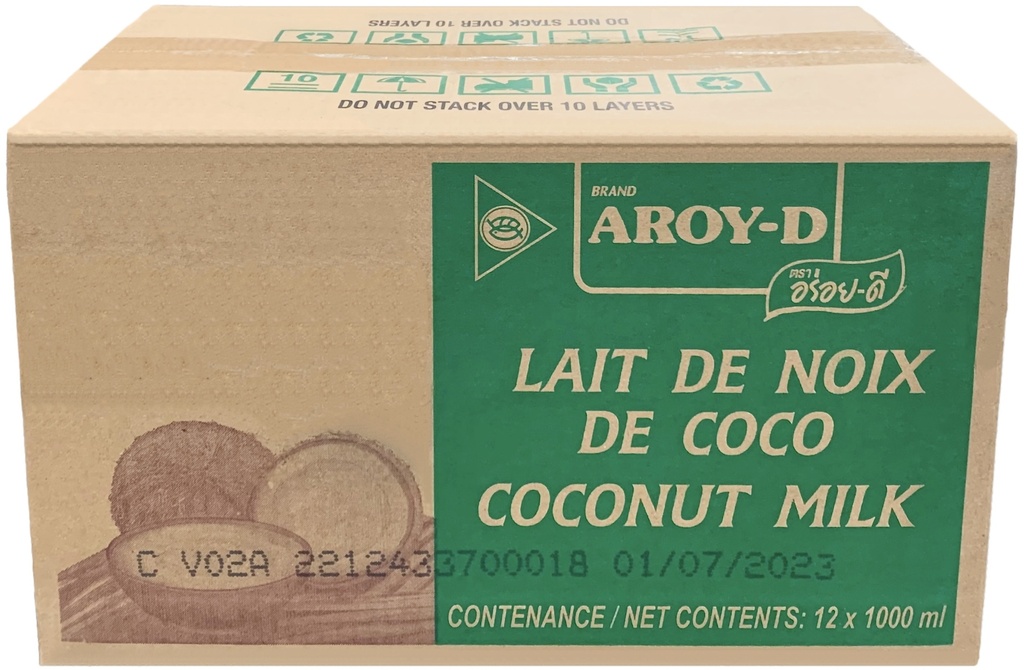 DO NOT STACK OVER 10 LAYERS
10
DO NOT STACK OVER 10 LAYERS
BRAND
AROY-D
ตรา
อร่อย-ดี
LAIT DE NOIX
DE COCO
COCONUT MILK
C V02A 2212433700018 01/07/2023
CONTENANCE / NET CONTENTS: 12 x 1000 ml